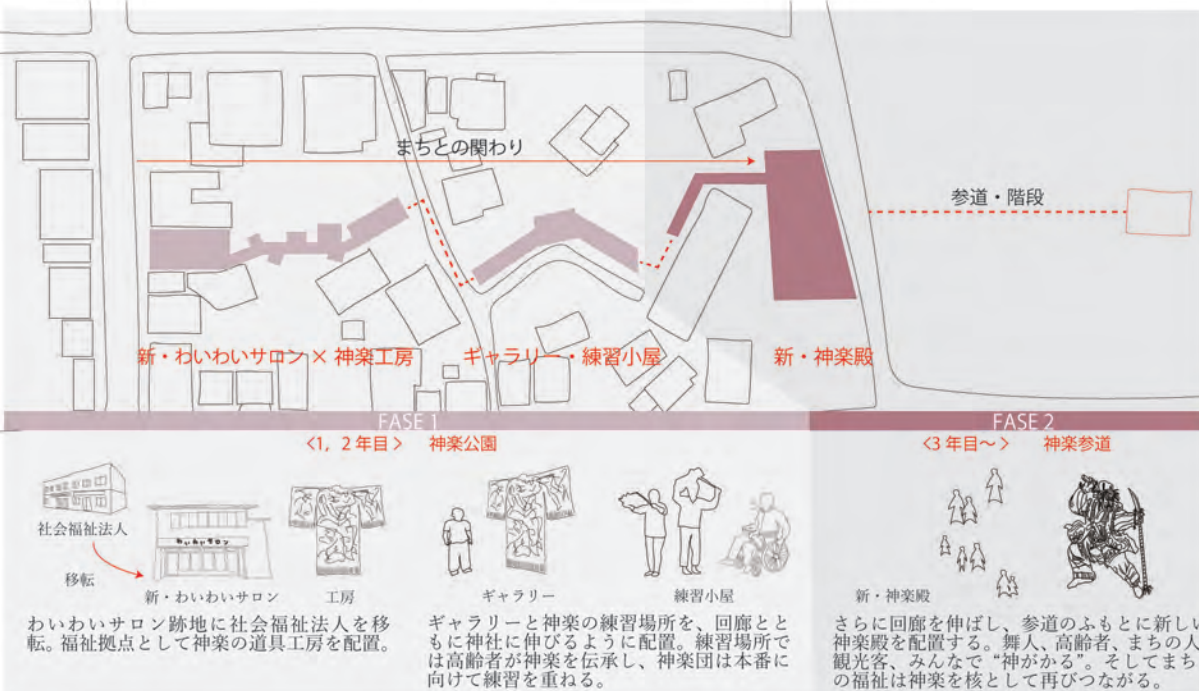 まちとの関わり
参道・階段
新・わいわいサロン × 神楽工房
ギャラリー・練習小屋
新・神楽殿
FASE 1
FASE 2
<1, 2 年目> 神楽公園
<3 年目〜> 神楽参道
社会福祉法人
移転
わいわいサロン
新・わいわいサロン
工房
ギャラリー
練習小屋
新・神楽殿
わいわいサロン跡地に社会福祉法人を移
転。福祉拠点として神楽の道具工房を配置。
ギャラリーと神楽の練習場所を、回廊とと
もに神社に伸びるように配置。練習場所で
は高齢者が神楽を伝承し、神楽団は本番に
向けて練習を重ねる。
さらに回廊を伸ばし、参道のふもとに新しい
神楽殿を配置する。舞人、高齢者、まちの人
観光客、みんなで “神がかる”。そしてまち
の福祉は神楽を核として再びつながる。